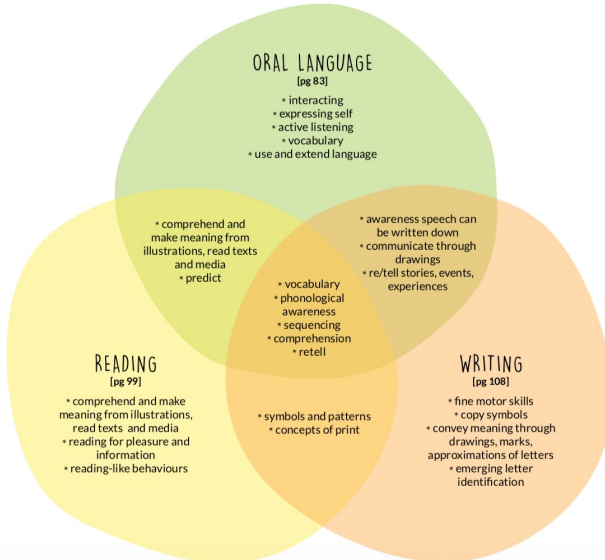 ORAL LANGUAGE
[pg 83]
* interacting
* expressing self
* active listening
* vocabulary
* use and extend language
* comprehend and
make meaning from
illustrations, read texts
and media
* predict
* awareness speech can
be written down
* communicate through
drawings
* re/tell stories, events,
experiences
* vocabulary
* phonological
awareness
* sequencing
* comprehension
* retell
READING
[pg 99]
* comprehend and make
meaning from illustrations,
read texts and media
* reading for pleasure and
information
* reading-like behaviours
* symbols and patterns
* concepts of print
WRITING
[pg 108]
* fine motor skills
* copy symbols
* convey meaning through
drawings, marks,
approximations of letters
* emerging letter
identification